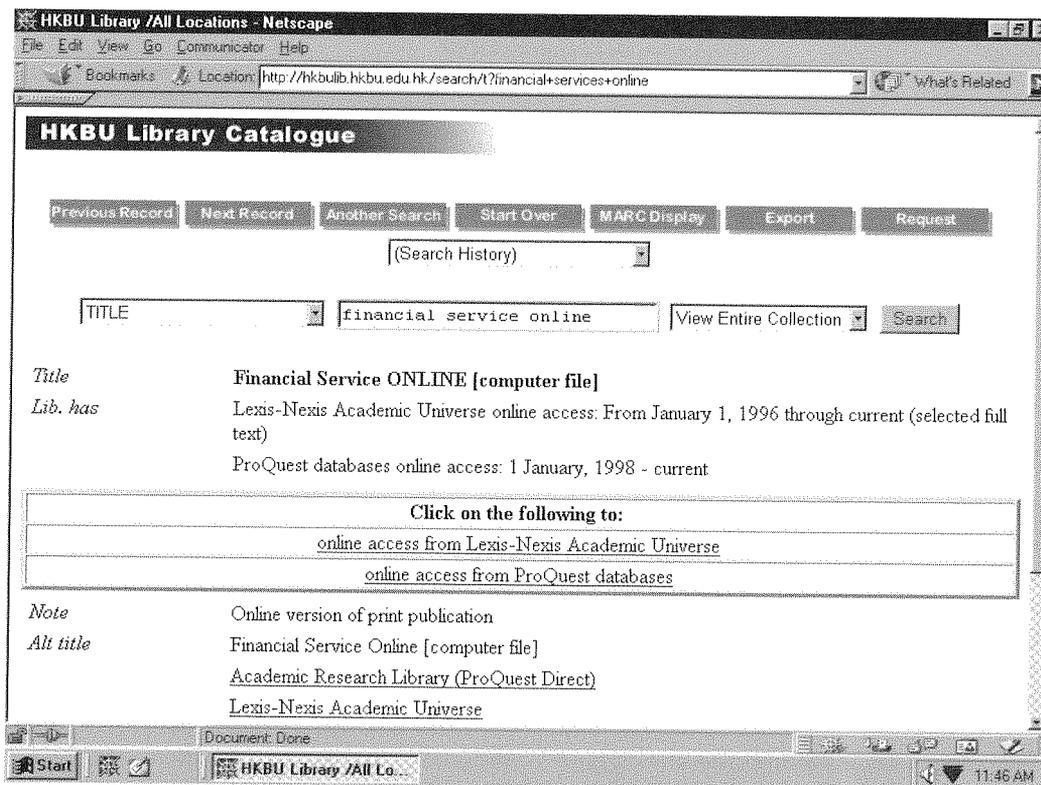 HKBU Library /All Locations - Netscape
File Edit View Go Communicator Help
Bookmarks Location: http://hkbulib.hkbu.edu.hk/search/t?financial+services+online What's Related
HKBU Library Catalogue
Previous Record Next Record Another Search Start Over MARC Display Export Request
(Search History)
TITLE financial service online View Entire Collection Search
Title Financial Service ONLINE [computer file]
Lib. has Lexis-Nexis Academic Universe online access: From January 1, 1996 through current (selected full
text)
ProQuest databases online access: 1 January, 1998 - current
Click on the following to:
online access from Lexis-Nexis Academic Universe
online access from ProQuest databases
Note Online version of print publication
Alt title Financial Service Online [computer file]
Academic Research Library (ProQuest Direct)
Lexis-Nexis Academic Universe
Document: Done
Start HKBU Library /All Lo... 11:46 AM